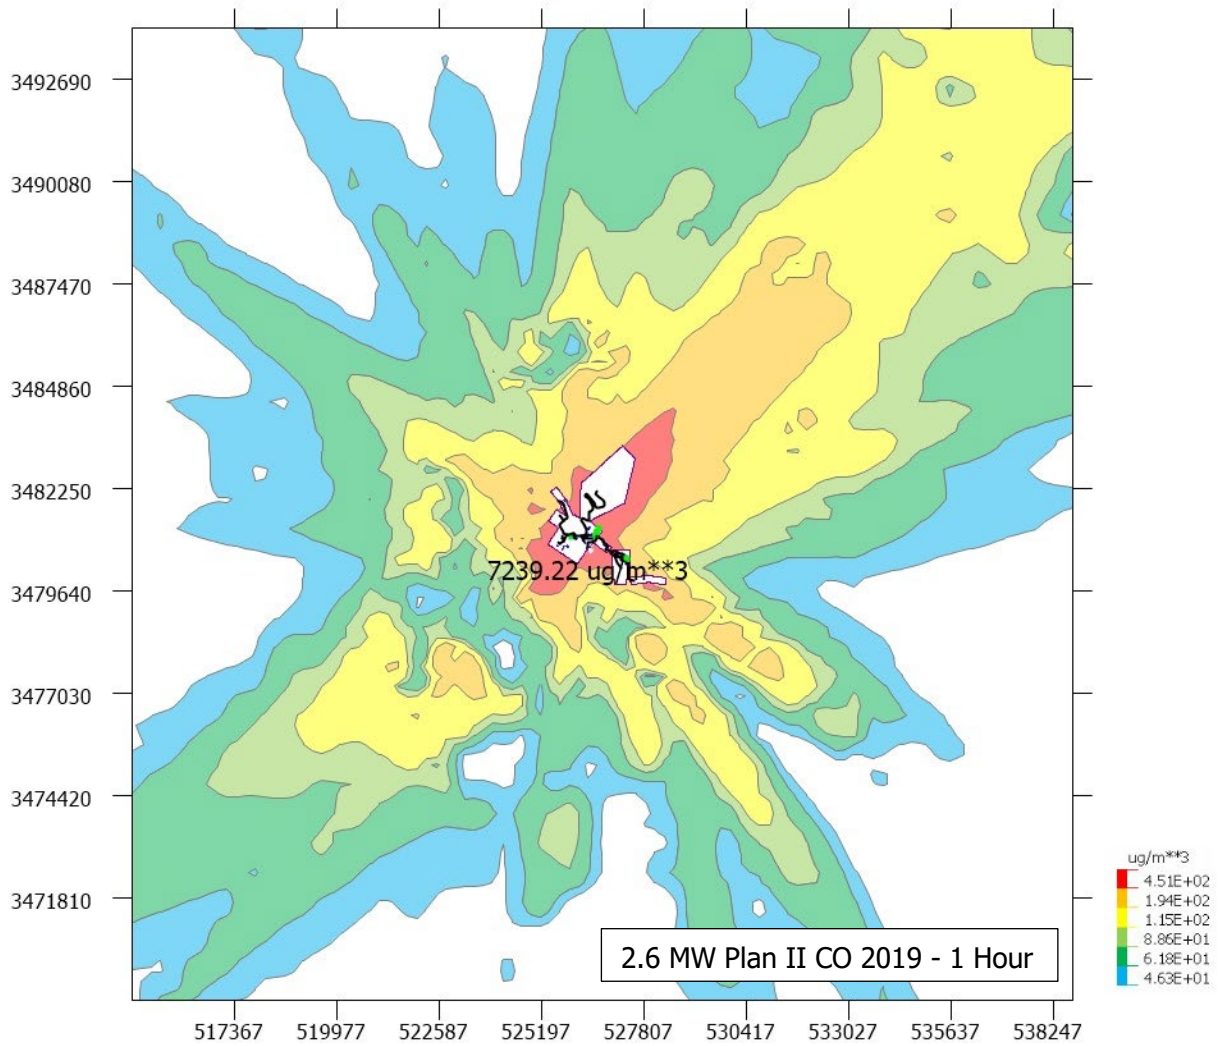 3492690
3490080
3487470
3484860
3482250
3479640
3477030
3474420
3471810
7239.22 ug/m**3
ug/m**3
4.51E+02
1.94E+02
1.15E+02
8.86E+01
6.18E+01
4.63E+01
2.6 MW Plan II CO 2019 - 1 Hour
517367 519977 522587 525197 527807 530417 533027 535637 538247